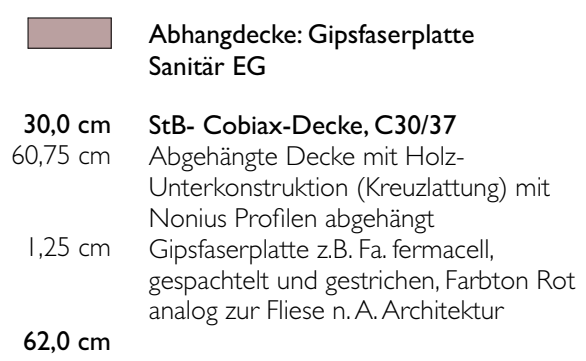 Abhangdecke: Gipsfaserplatte
Sanitär EG
30,0 cm StB- Cobiax-Decke, C30/37
60,75 cm Abgehängte Decke mit Holz-
Unterkonstruktion (Kreuzlattung) mit
Nonius Profilen abgehängt
1,25 cm Gipsfaserplatte z.B. Fa. fermacell,
gespachtelt und gestrichen, Farbton Rot
analog zur Fliese n. A. Architektur
62,0 cm